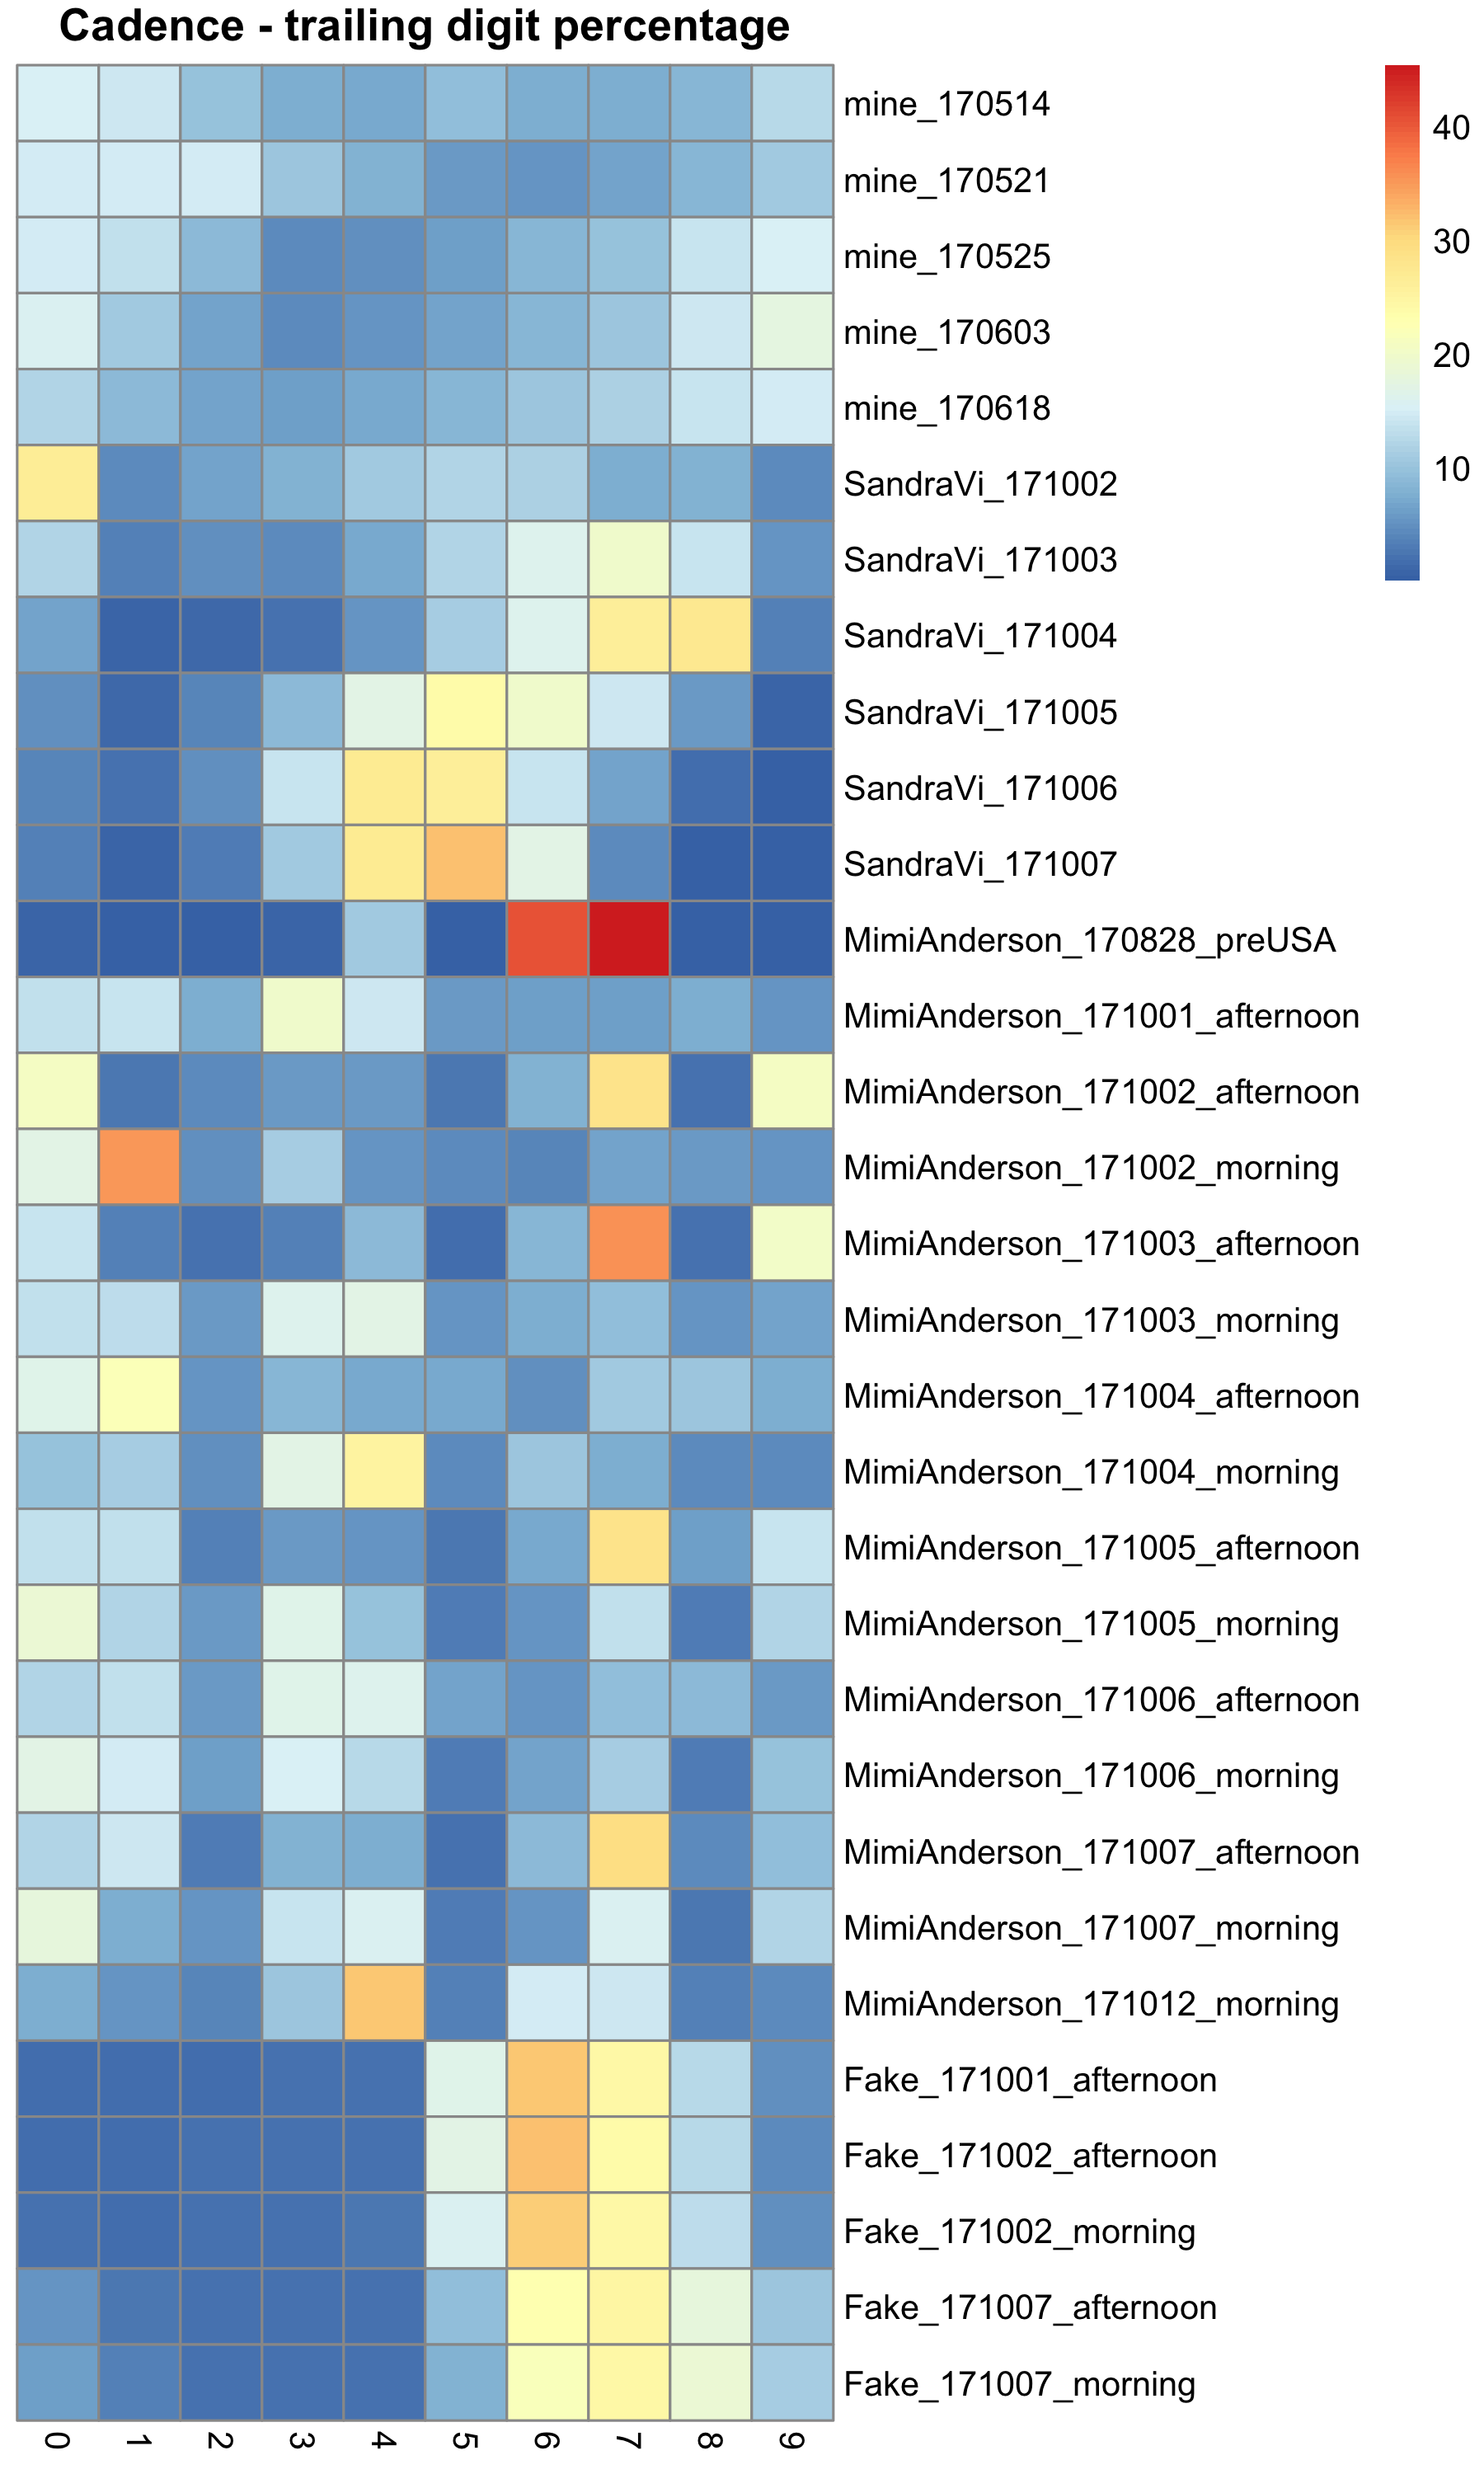 Cadence - trailing digit percentage
mine_170514
mine_170521
mine_170525
mine_170603
mine_170618
SandraVi_171002
SandraVi_171003
SandraVi_171004
SandraVi_171005
SandraVi_171006
SandraVi_171007
MimiAnderson_170828_preUSA
MimiAnderson_171001_afternoon
MimiAnderson_171002_afternoon
MimiAnderson_171002_morning
MimiAnderson_171003_afternoon
MimiAnderson_171003_morning
MimiAnderson_171004_afternoon
MimiAnderson_171004_morning
MimiAnderson_171005_afternoon
MimiAnderson_171005_morning
MimiAnderson_171006_afternoon
MimiAnderson_171006_morning
MimiAnderson_171007_afternoon
MimiAnderson_171007_morning
MimiAnderson_171012_morning
Fake_171001_afternoon
Fake_171002_afternoon
Fake_171002_morning
Fake_171007_afternoon
Fake_171007_morning
0 1 2 3 4 5 6 7 8 9
40
30
20
10